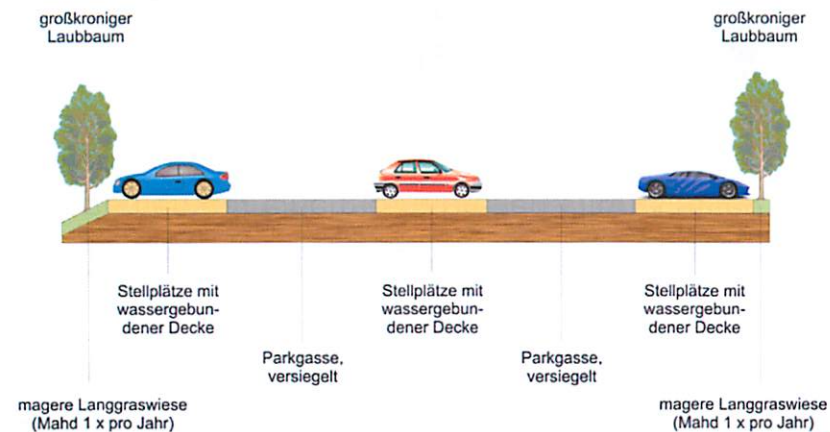 großkroniger
Laubbaum
großkroniger
Laubbaum
Stellplätze mit
wassergebun-
dener Decke
Stellplätze mit
wassergebun-
dener Decke
Stellplätze mit
wassergebun-
dener Decke
Parkgasse,
versiegelt
Parkgasse,
versiegelt
magere Langgraswiese
(Mahd 1 x pro Jahr)
magere Langgraswiese
(Mahd 1 x pro Jahr)